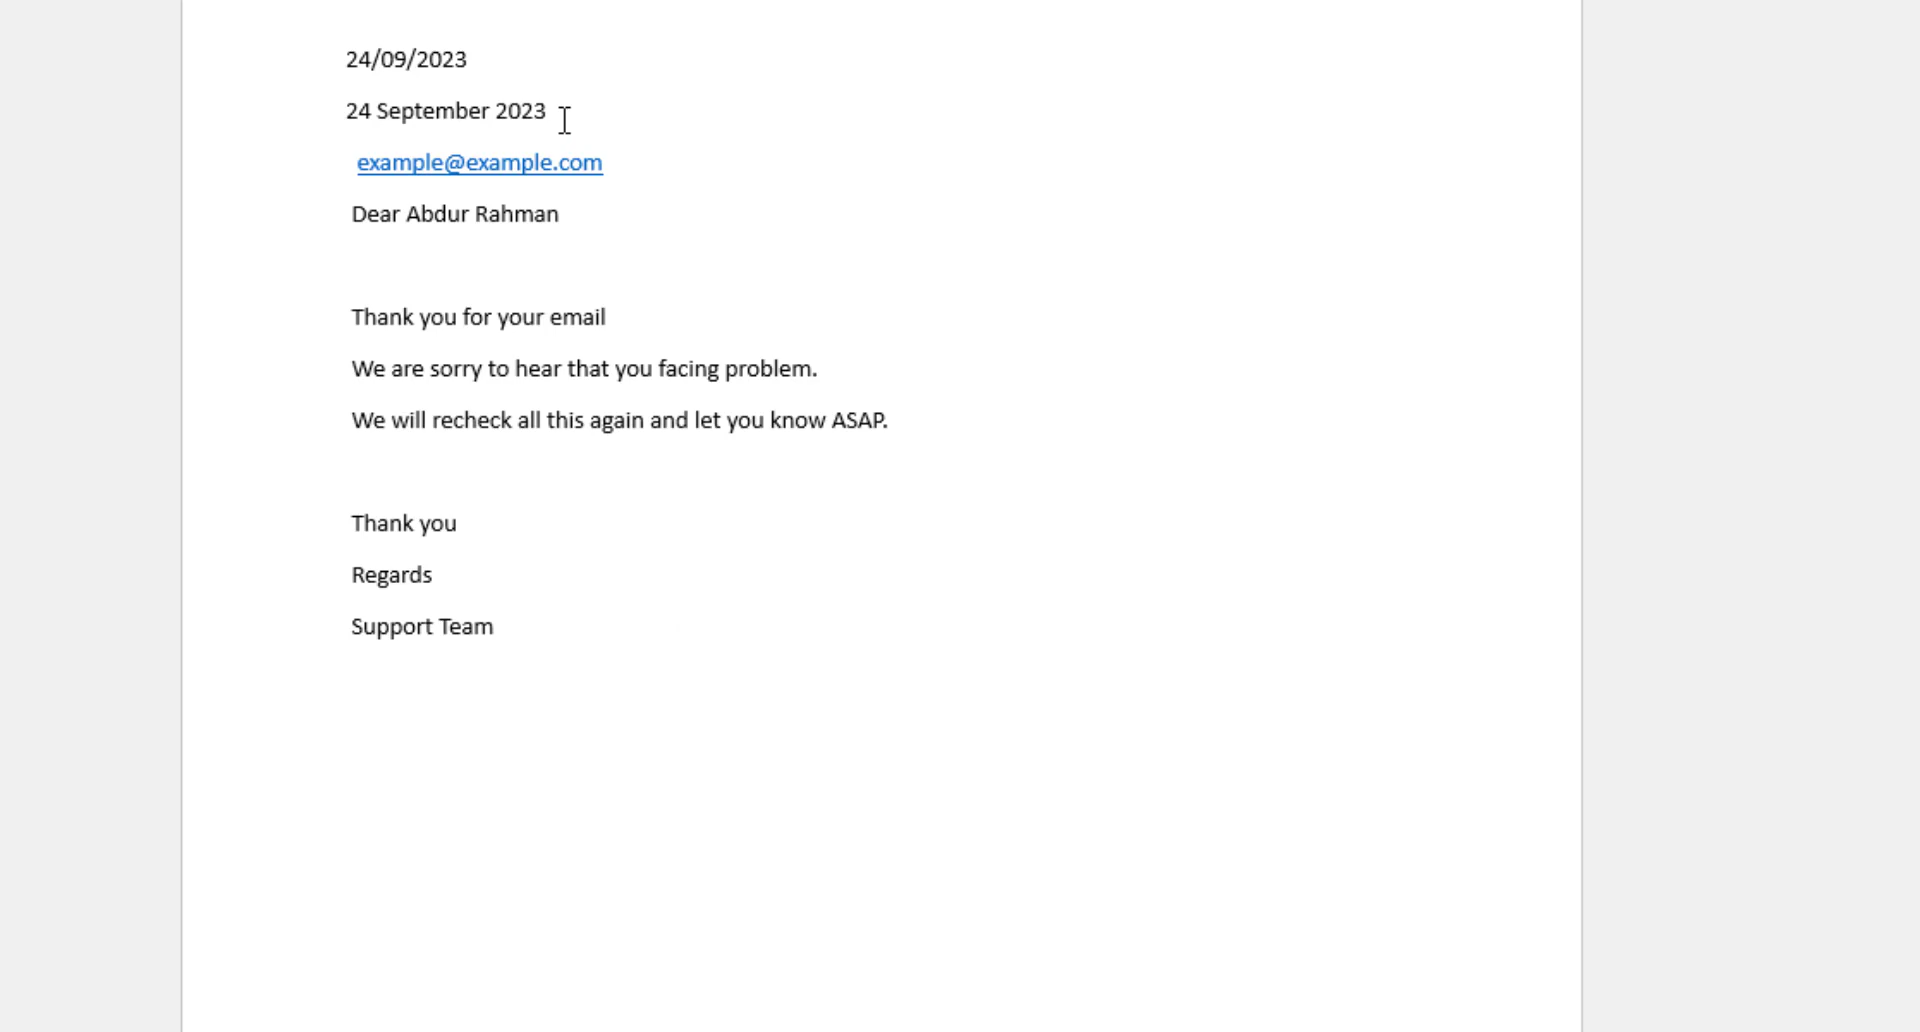 24/09/2023
24 September 2023
example@example.com
Dear Abdur Rahman
Thank you for your email
We are sorry to hear that you facing problem.
We will recheck all this again and let you know ASAP.
Thank you
Regards
Support Team